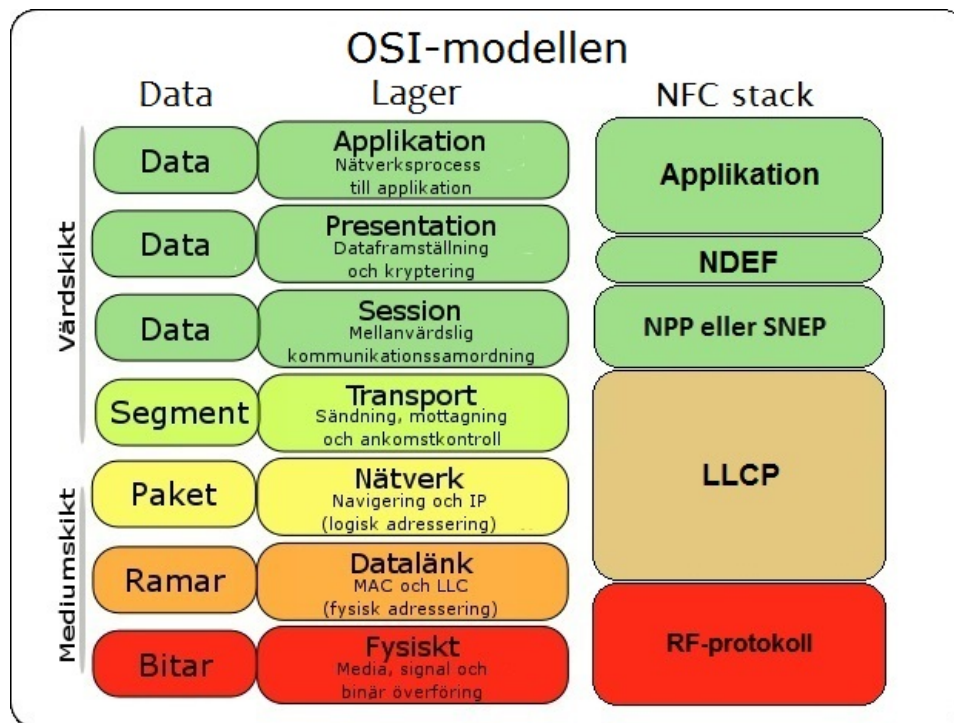 OSI-modellen
Data
Lager
NFC stack
Värdskikt
Data
Applikation
Nätverksprocess
till applikation
Applikation
Data
Presentation
Dataframställning
och kryptering
NDEF
Data
Session
Mellanvärdslig
kommunikationssamordning
NPP eller SNEP
Segment
Transport
Sändning, mottagning
och ankomstkontroll
LLCP
Mediumskikt
Paket
Nätverk
Navigering och IP
(logisk adressering)
Ramar
Datalänk
MAC och LLC
(fysisk adressering)
Bitar
Fysiskt
Media, signal och
binär överföring
RF-protokoll